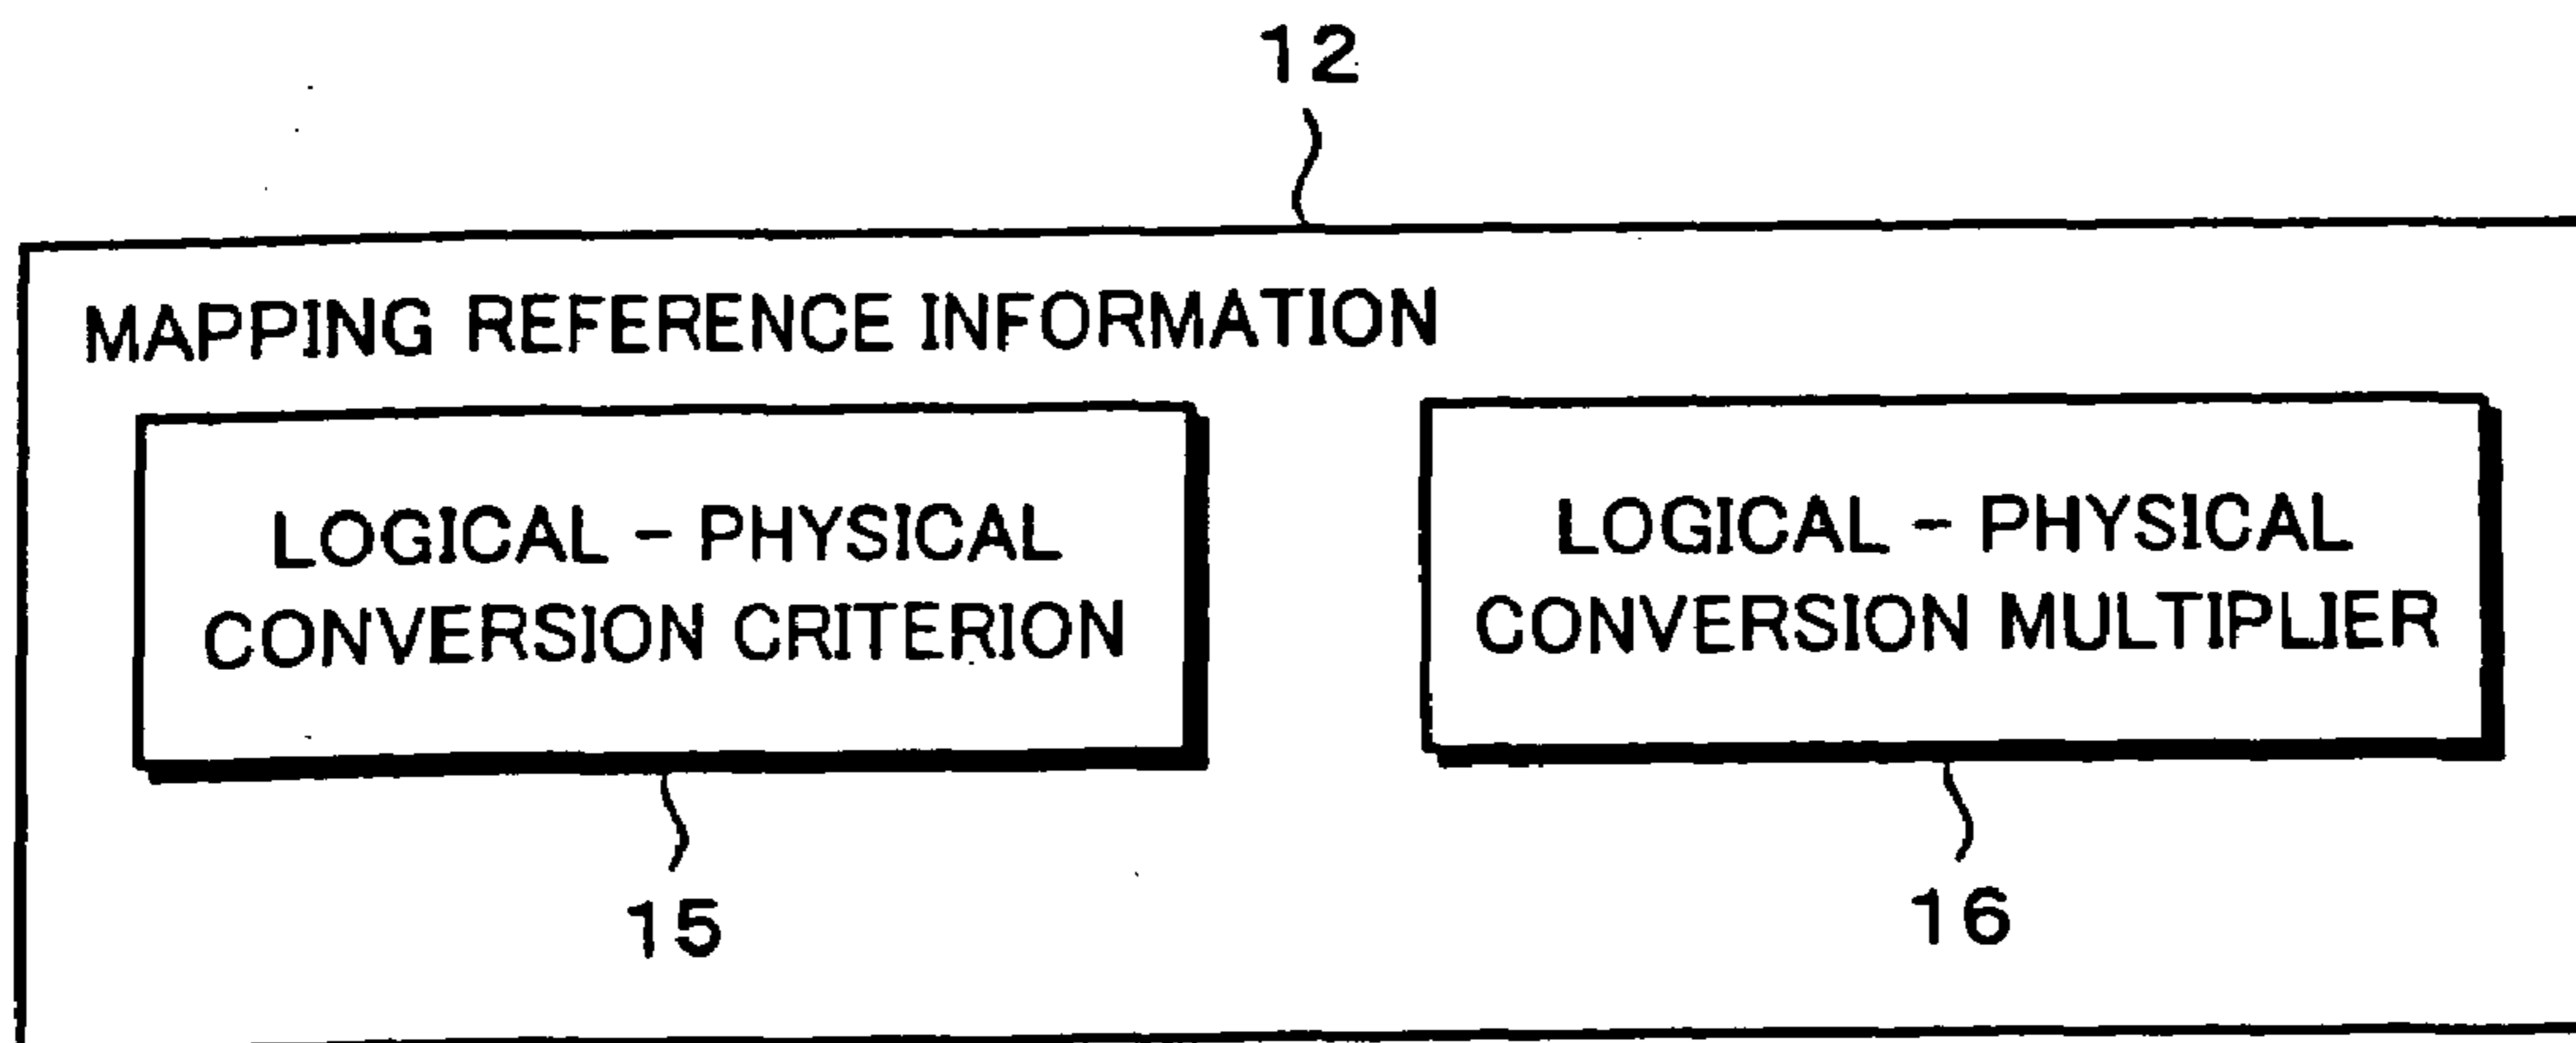 12
MAPPING REFERENCE INFORMATION
LOGICAL - PHYSICAL
CONVERSION CRITERION
LOGICAL - PHYSICAL
CONVERSION MULTIPLIER
15
16